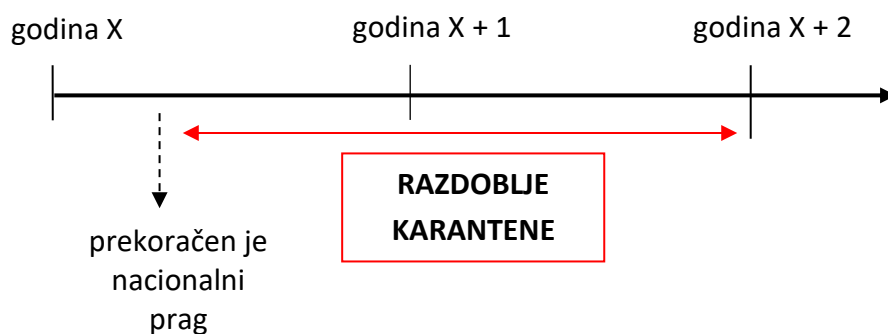 godina X
godina X + 1
godina X + 2
RAZDOBLJE
KARANTENE
prekoračen je
nacionalni
prag